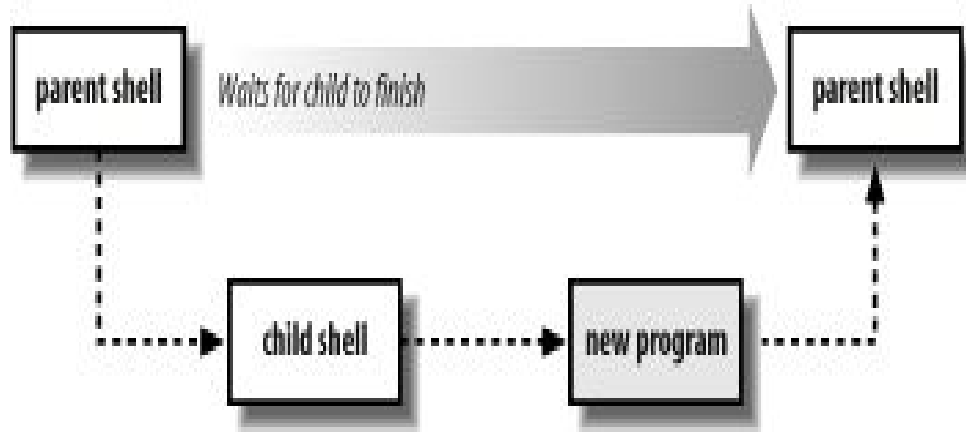 parent shell
Waits for child to finish
parent shell
child shell
new program